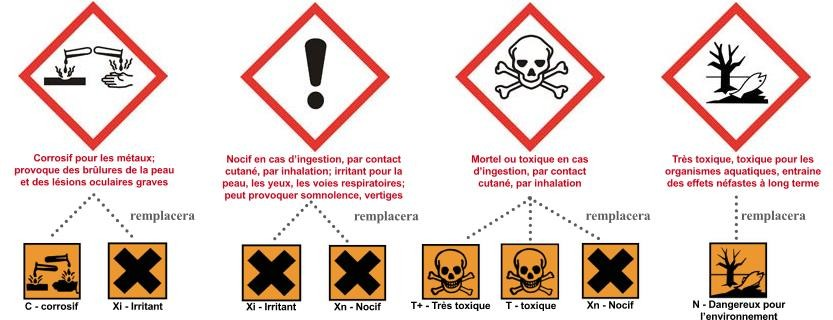 Corrosif pour les métaux;
provoque des brûlures de la peau
et des lésions oculaires graves
Nocif en cas d'ingestion, par contact
cutané, par inhalation; irritant pour la
peau, les yeux, les voies respiratoires;
peut provoquer somnolence, vertiges
Mortel ou toxique en cas
d'ingestion, par contact
cutané, par inhalation
Très toxique, toxique pour les
organismes aquatiques, entraine
des effets néfastes à long terme
remplacera
remplacera
remplacera
remplacera
C - corrosif
Xi - Irritant
Xi - Irritant
Xn - Nocif
T+ - Très toxique
T - toxique
Xn - Nocif
N - Dangereux pour
l'environnement